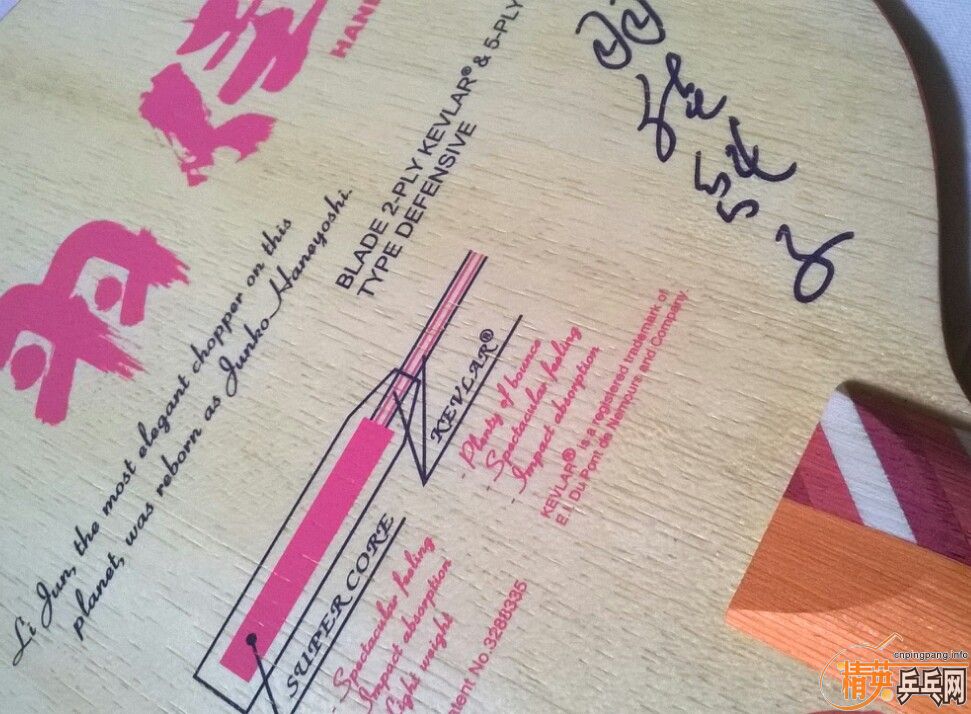 HANE
BLADE 2-PLY KEVLAR® & 5-PLY
TYPE DEFENSIVE
Li Jun, the most elegant chopper on this
planet, was reborn as Junko Haneyoshi.
KEVLAR®
- Plenty of bounce
- Spectacular feeling
- Impact absorption
KEVLAR® is a registered trademark of
E.I. Du Pont de Nemours and Company.
SUPER CORE
Spectacular feeling
Impact absorption
Light weight
tent No.3288335
cnpingpang.info
精英乒乓网